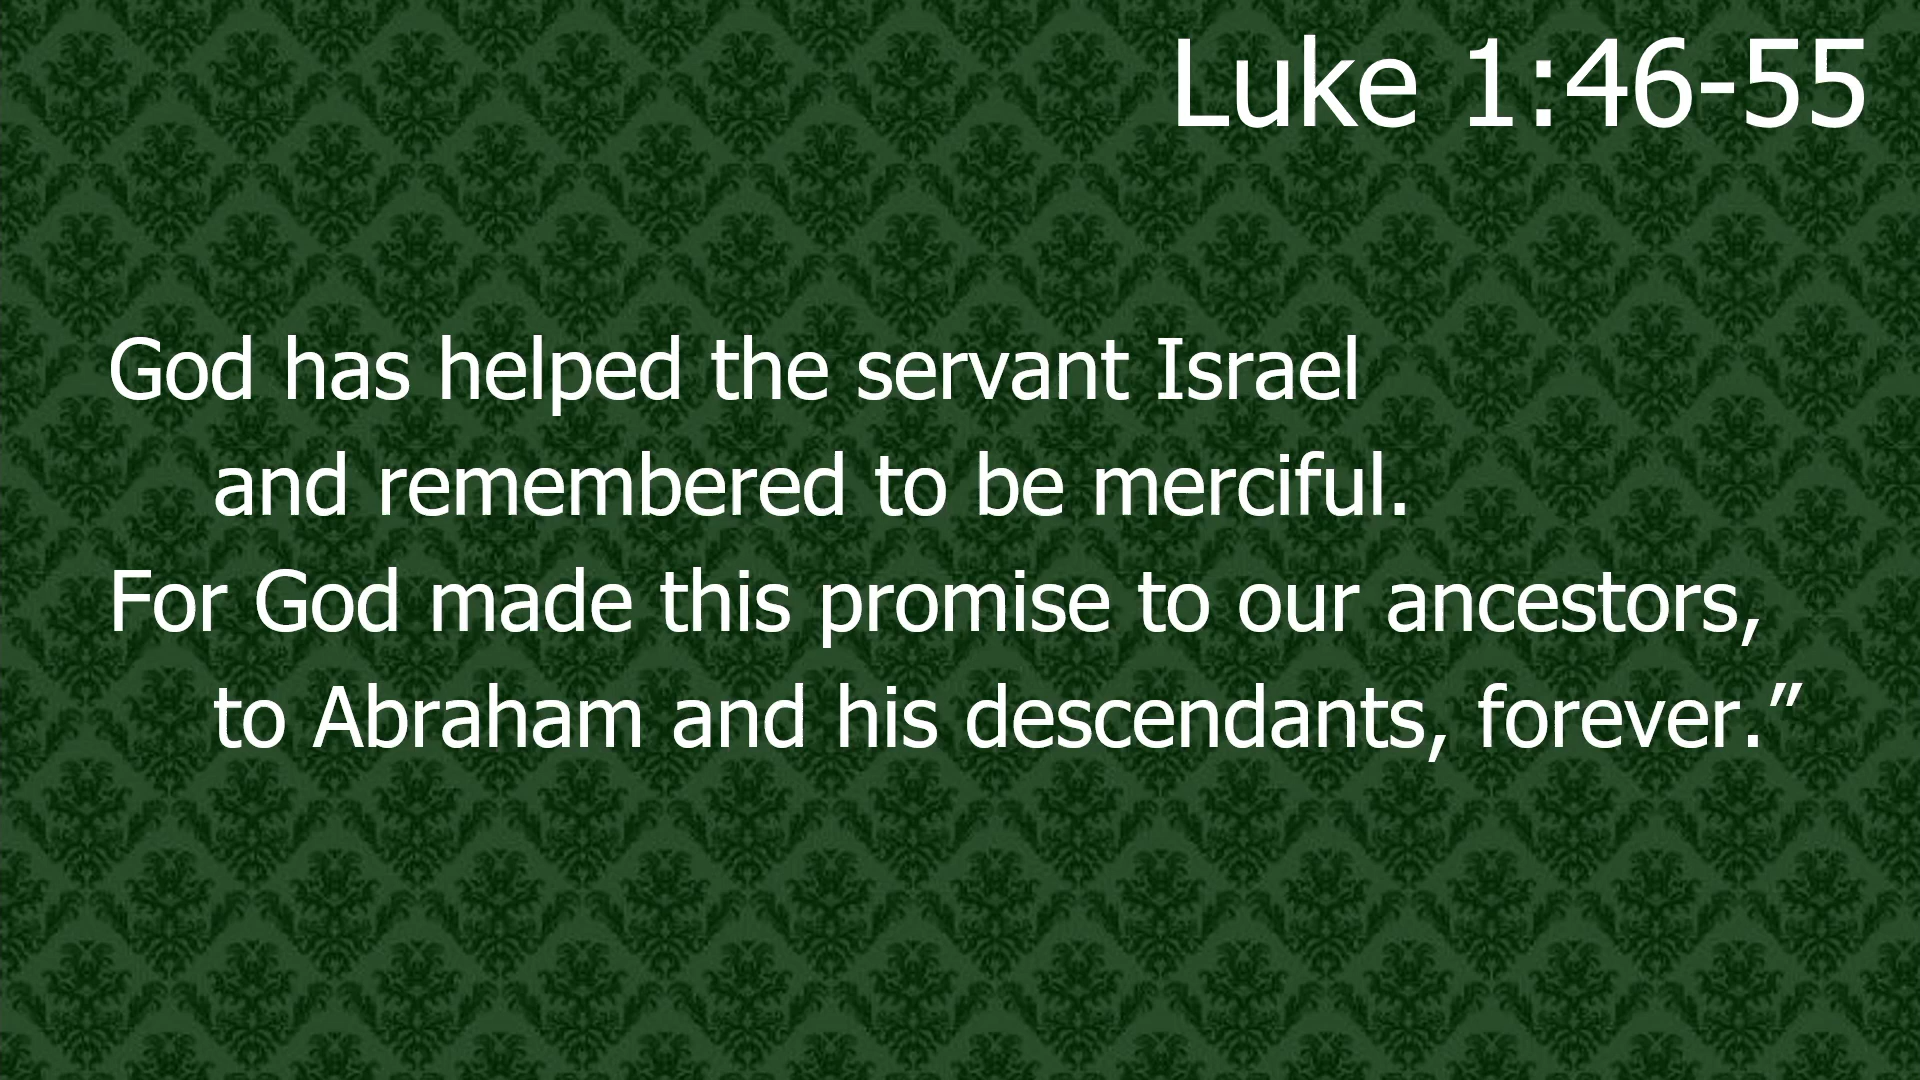 Luke 1:46-55
God has helped the servant Israel
and remembered to be merciful.
For God made this promise to our ancestors,
to Abraham and his descendants, forever.”